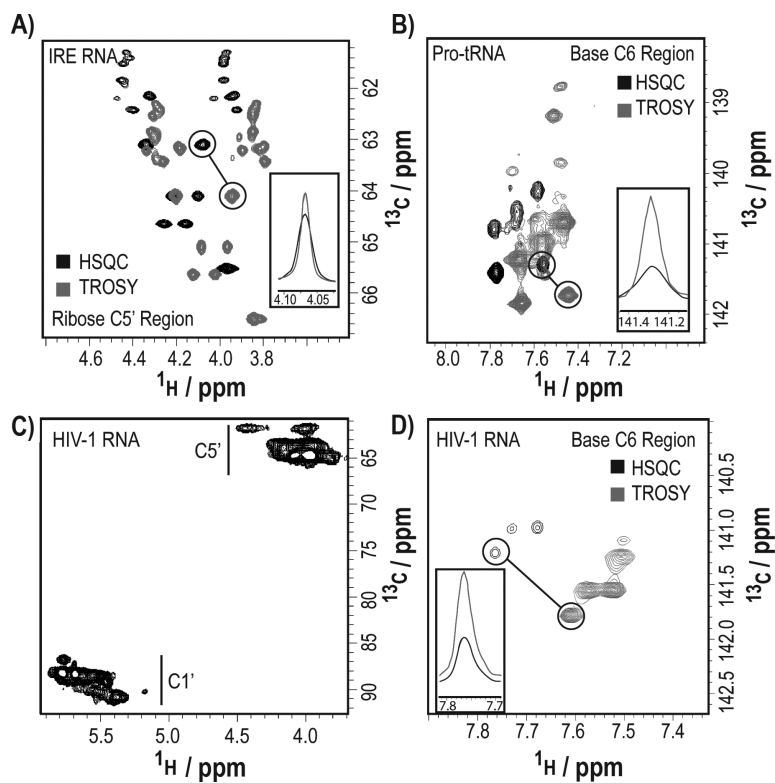 A)
IRE RNA
HSQC
TROSY
Ribose C5' Region
4.10 4.05
62
63
64
65
66
13C / ppm
4.6 4.4 4.2 4.0 3.8
1H / ppm
B)
Pro-tRNA
Base C6 Region
HSQC
TROSY
141.4 141.2
139
140
141
142
13C / ppm
8.0 7.8 7.6 7.4 7.2
1H / ppm
C)
HIV-1 RNA
C5'
C1'
65
70
75
80
85
90
13C / ppm
5.5 5.0 4.5 4.0
1H / ppm
D)
HIV-1 RNA
Base C6 Region
HSQC
TROSY
7.8 7.7
140.5
141.0
141.5
142.0
142.5
13C / ppm
7.8 7.7 7.6 7.5 7.4
1H / ppm